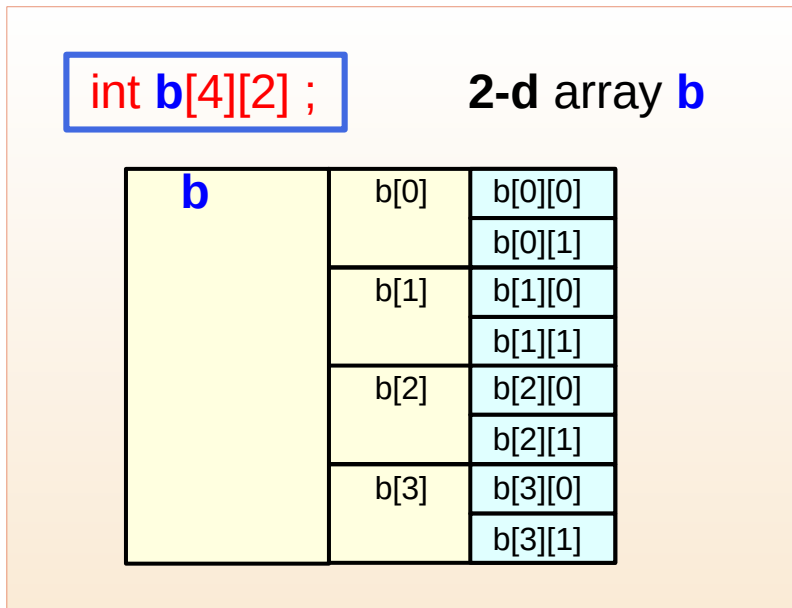 int b[4][2] ;
2-d array b
b b[0] b[0][0]
b[0][1]
b[1] b[1][0]
b[1][1]
b[2] b[2][0]
b[2][1]
b[3] b[3][0]
b[3][1]